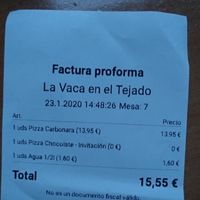 Factura proforma
La Vaca en el Tejado
23.1.2020 14:48:26 Mesa: 7
Art. Precio
1 uds Pizza Carbonara (13,95 €) 13,95 €
1 uds Pizza Chocolate - Invitación (0 €) 0 €
1 uds Agua 1/2l (1,60 €) 1,60 €
Total 15,55 €
No es un documento fiscal válido